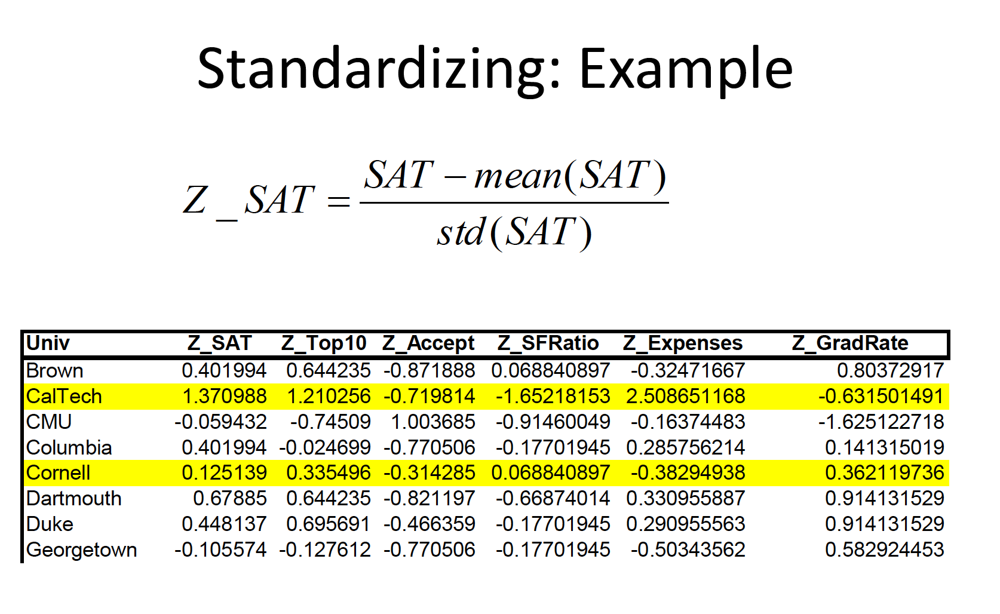 Standardizing: Example
Z _ SAT = SAT − mean(SAT)
std(SAT)
Univ Z_SAT Z_Top10 Z_Accept Z_SFRatio Z_Expenses Z_GradRate
Brown 0.401994 0.644235 -0.871888 0.068840897 -0.32471667 0.80372917
CalTech 1.370988 1.210256 -0.719814 -1.65218153 2.508651168 -0.631501491
CMU -0.059432 -0.74509 1.003685 -0.91460049 -0.16374483 -1.625122718
Columbia 0.401994 -0.024699 -0.770506 -0.17701945 0.285756214 0.141315019
Cornell 0.125139 0.335496 -0.314285 0.068840897 -0.38294938 0.362119736
Dartmouth 0.67885 0.644235 -0.821197 -0.66874014 0.330955887 0.914131529
Duke 0.448137 0.695691 -0.466359 -0.17701945 0.290955563 0.914131529
Georgetown -0.105574 -0.127612 -0.770506 -0.17701945 -0.50343562 0.582924453